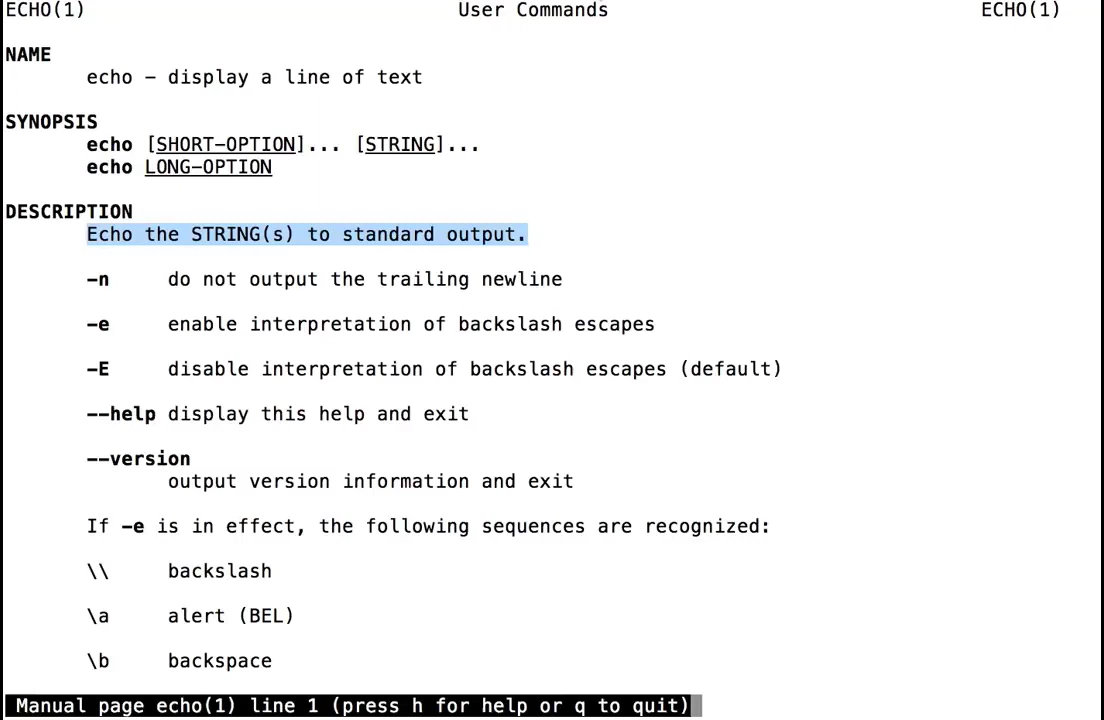 ECHO(1) User Commands ECHO(1)
NAME
echo – display a line of text
SYNOPSIS
echo [SHORT–OPTION]... [STRING]...
echo LONG–OPTION
DESCRIPTION
Echo the STRING(s) to standard output.
–n do not output the trailing newline
–e enable interpretation of backslash escapes
–E disable interpretation of backslash escapes (default)
––help display this help and exit
––version
output version information and exit
If –e is in effect, the following sequences are recognized:
\\ backslash
\a alert (BEL)
\b backspace
Manual page echo(1) line 1 (press h for help or q to quit)